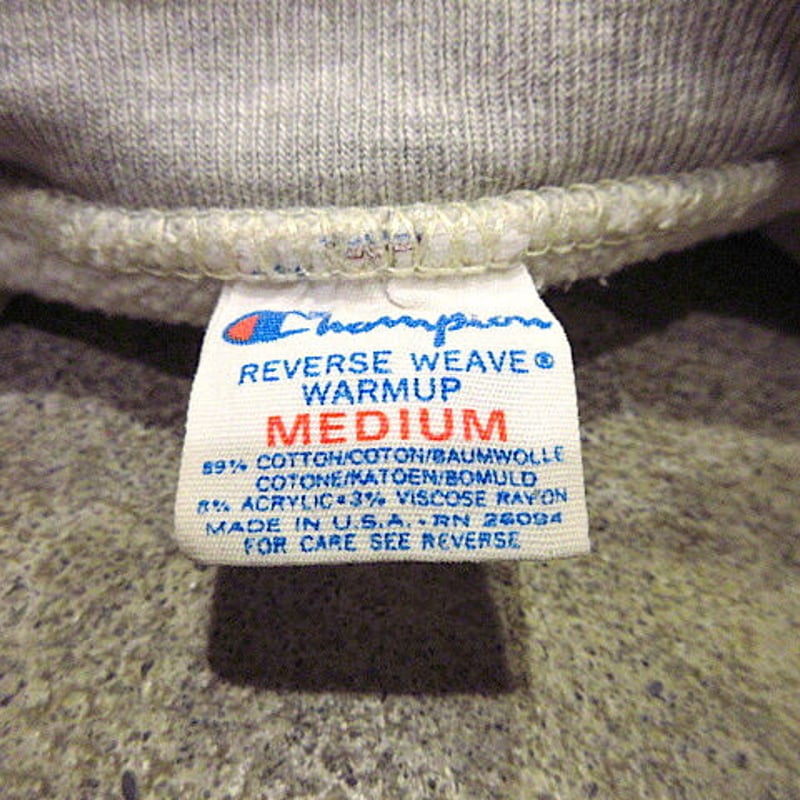 Champion
REVERSE WEAVE®
WARMUP
MEDIUM
89% COTTON/COTON/BAUMWOLLE
COTONE/KATOEN/BOMULD
8% ACRYLIC•3% VISCOSE RAYON
MADE IN U.S.A. - RN 26094
FOR CARE SEE REVERSE